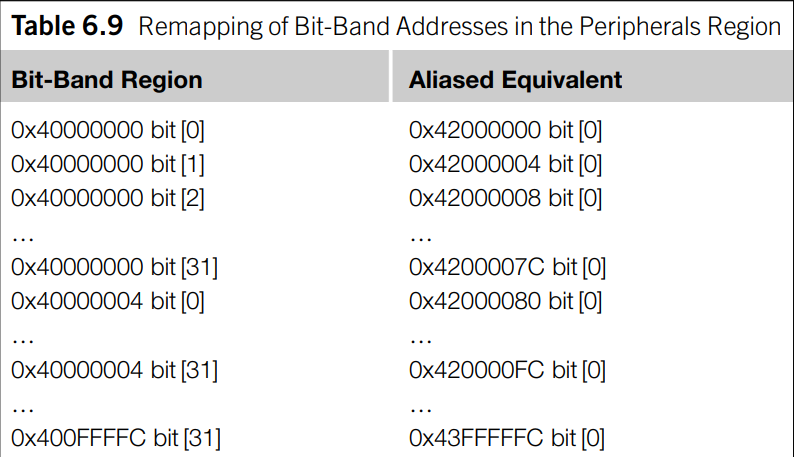 Table 6.9 Remapping of Bit-Band Addresses in the Peripherals Region
Bit-Band Region Aliased Equivalent
0x40000000 bit [0] 0x42000000 bit [0]
0x40000000 bit [1] 0x42000004 bit [0]
0x40000000 bit [2] 0x42000008 bit [0]
... ...
0x40000000 bit [31] 0x4200007C bit [0]
0x40000004 bit [0] 0x42000080 bit [0]
... ...
0x40000004 bit [31] 0x420000FC bit [0]
... ...
0x400FFFFC bit [31] 0x43FFFFFC bit [0]